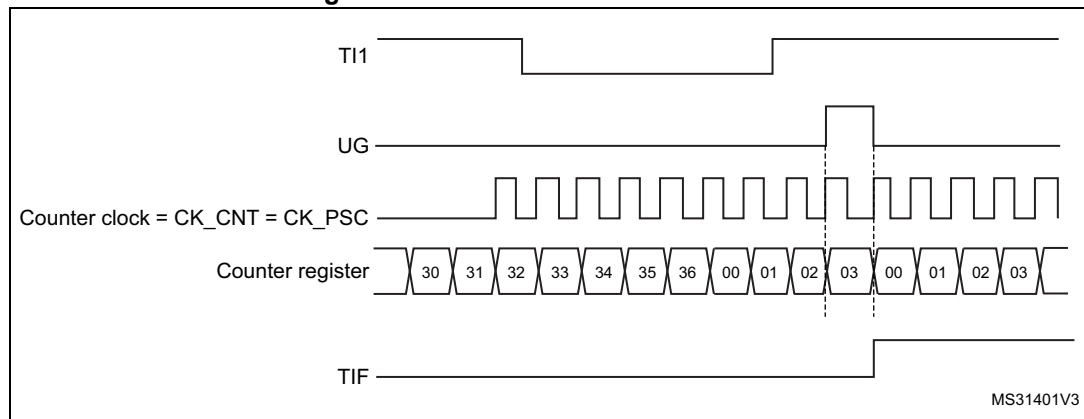 TI1
UG
Counter clock = CK_CNT = CK_PSC
Counter register 30 31 32 33 34 35 36 00 01 02 03 00 01 02 03
TIF
MS31401V3